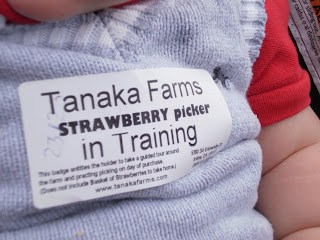 Tanaka Farms
STRAWBERRY picker
in Training
This badge entitles the holder to take a guided tour around
the farm and practing picking on day of purchase.
(Does not include Basket of Strawberries to take home.)
www.tanakafarms.com